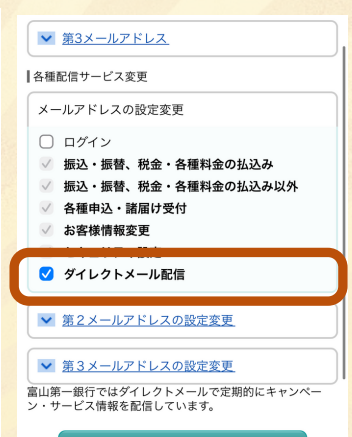 第3メールアドレス
各種配信サービス変更
メールアドレスの設定変更
ログイン
振込・振替、税金・各種料金の払込み
振込・振替、税金・各種料金の払込み以外
各種申込・諸届け受付
お客様情報変更
ダイレクトメール配信
第２メールアドレスの設定変更
第３メールアドレスの設定変更
富山第一銀行ではダイレクトメールで定期的にキャンペー
ン・サービス情報を配信しています。